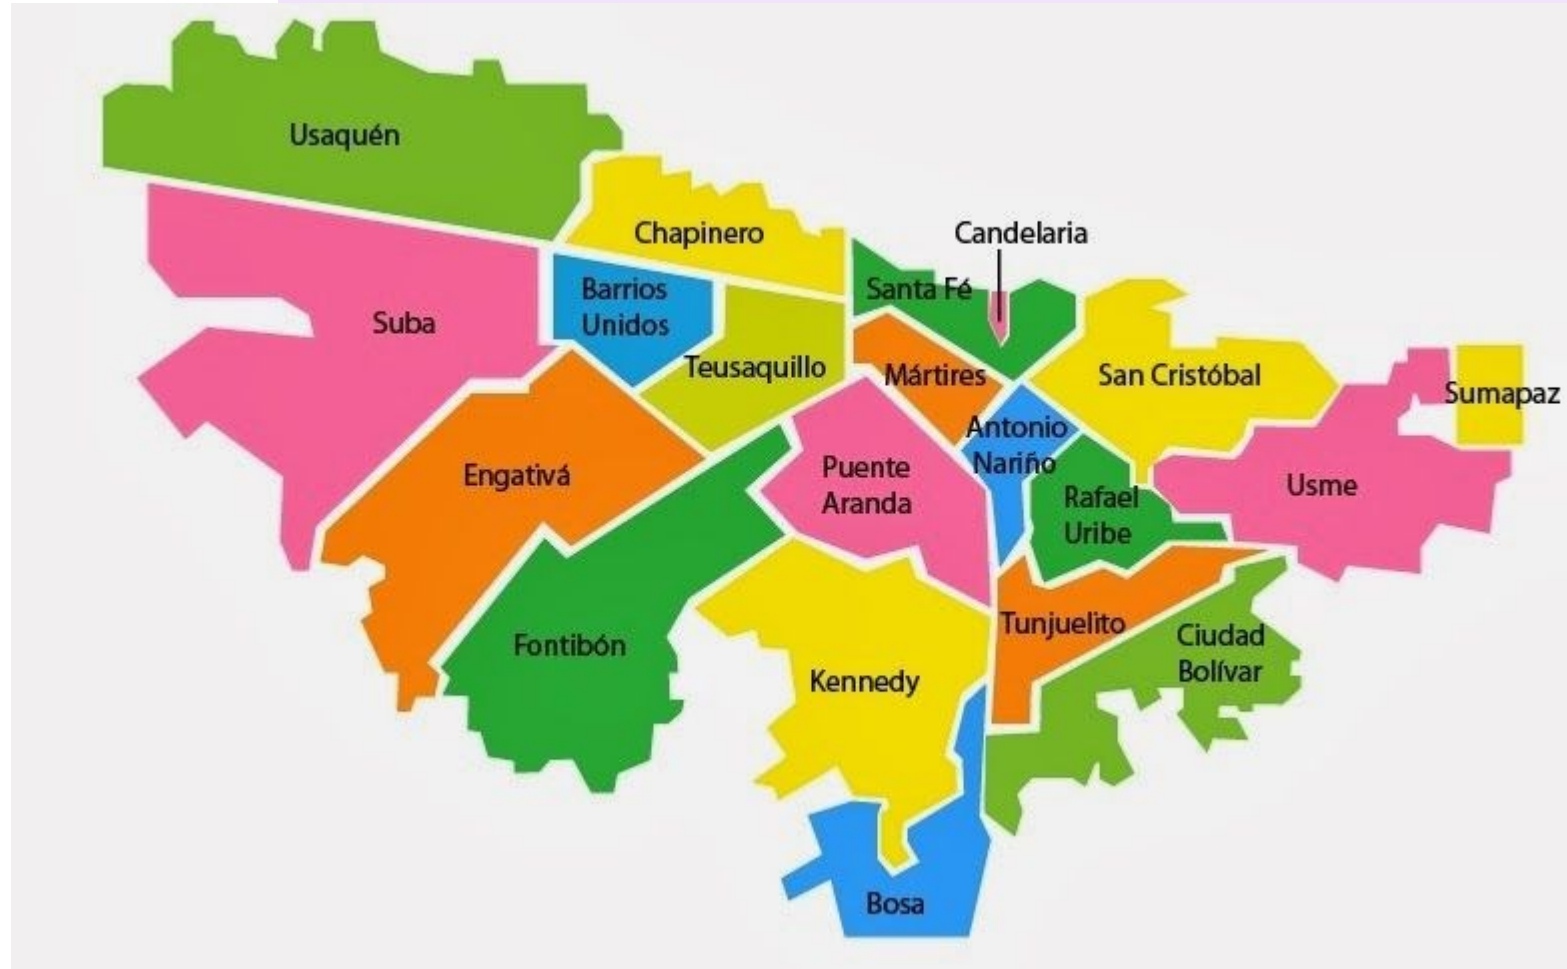 Usaquén
Chapinero
Candelaria
Barrios
Unidos
Santa Fé
Suba
Teusaquillo
Mártires
San Cristóbal
Sumapaz
Antonio
Nariño
Engativá
Puente
Aranda
Rafael
Uribe
Usme
Fontibón
Kennedy
Tunjuelito
Ciudad
Bolívar
Bosa